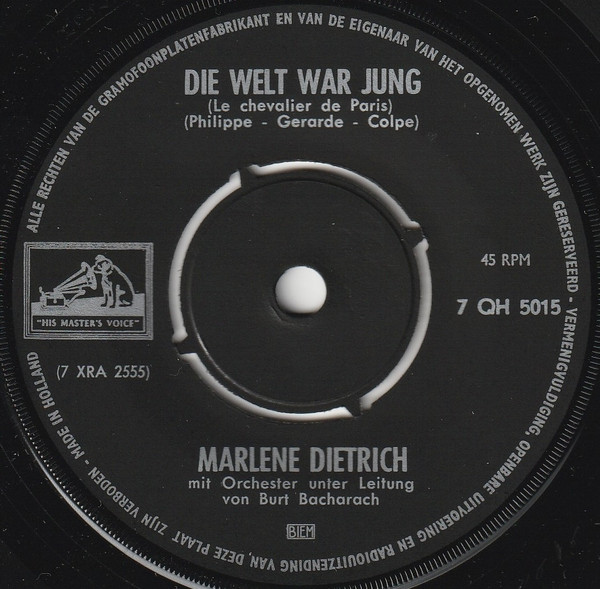 ALLE RECHTEN VAN DE GRAMOFOONPLATENFABRIKANT EN VAN DE EIGENAAR VAN HET OPGENOMEN WERK ZIJN GERESERVEERD - VERMENIGVULDIGING, OPENBARE UITVOERING EN RADIOUITZENDING VAN DEZE PLAAT ZIJN VERBODEN - MADE IN HOLLAND
DIE WELT WAR JUNG
(Le chevalier de Paris)
(Philippe - Gerarde - Colpe)
45 RPM
7 QH 5015
"HIS MASTER'S VOICE"
(7 XRA 2555)
MARLENE DIETRICH
mit Orchester unter Leitung
von Burt Bacharach
BIEM